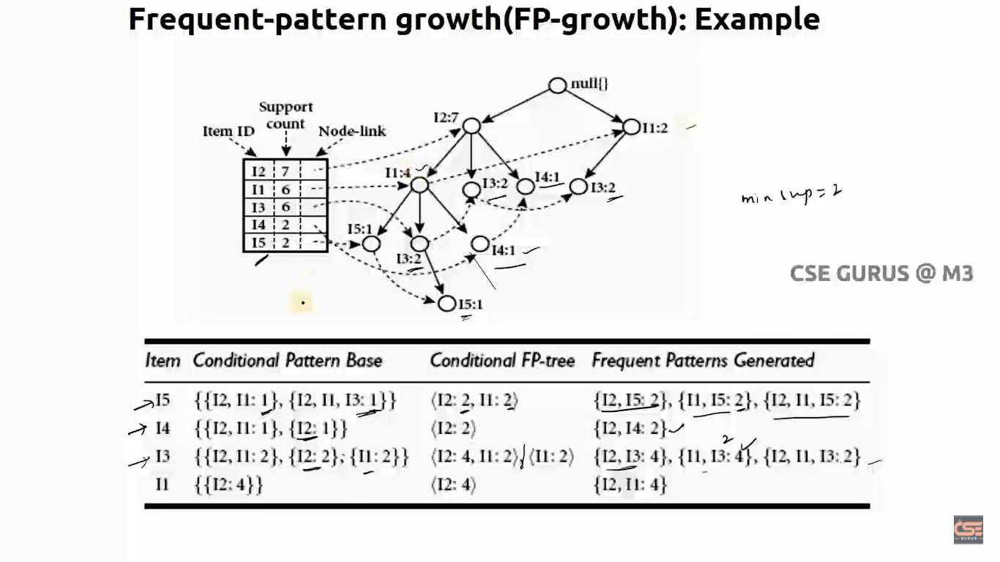 Frequent-pattern growth(FP-growth): Example
null{}
Support
count
Item ID
Node-link
I2:7
I1:2
I2 7
I1 6
I3 6
I4 2
I5 2
I1:4
I3:2
I4:1
I3:2
min sup = 2
I5:1
I3:2
I4:1
CSE GURUS @ M3
I5:1
Item Conditional Pattern Base Conditional FP-tree Frequent Patterns Generated
I5 {{I2, I1: 1}, {I2, I1, I3: 1}} ⟨I2: 2, I1: 2⟩ {I2, I5: 2}, {I1, I5: 2}, {I2, I1, I5: 2}
I4 {{I2, I1: 1}, {I2: 1}} ⟨I2: 2⟩ {I2, I4: 2}
2
I3 {{I2, I1: 2}, {I2: 2}, {I1: 2}} ⟨I2: 4, I1: 2⟩, ⟨I1: 2⟩ {I2, I3: 4}, {I1, I3: 4}, {I2, I1, I3: 2}
I1 {{I2: 4}} ⟨I2: 4⟩ {I2, I1: 4}
CSE
GURUS